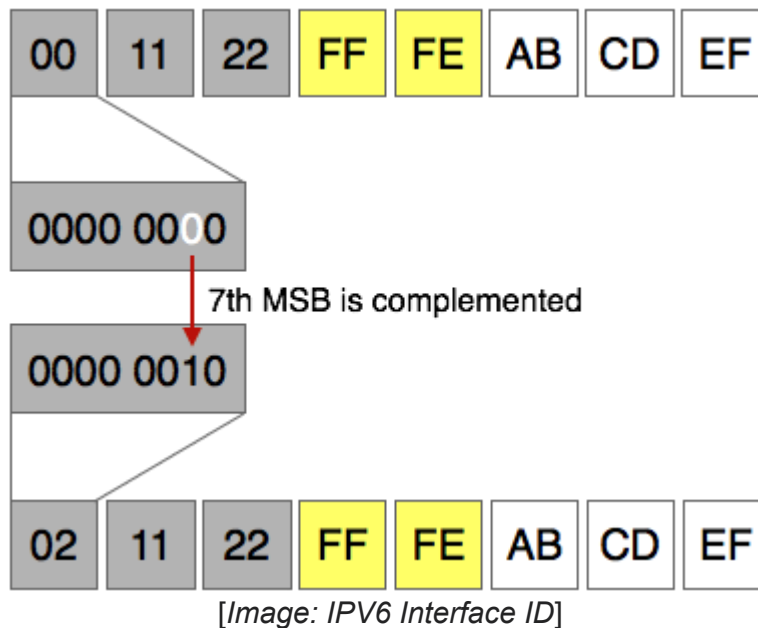 00 11 22 FF FE AB CD EF
0000 0000
7th MSB is complemented
0000 0010
02 11 22 FF FE AB CD EF
[Image: IPV6 Interface ID]